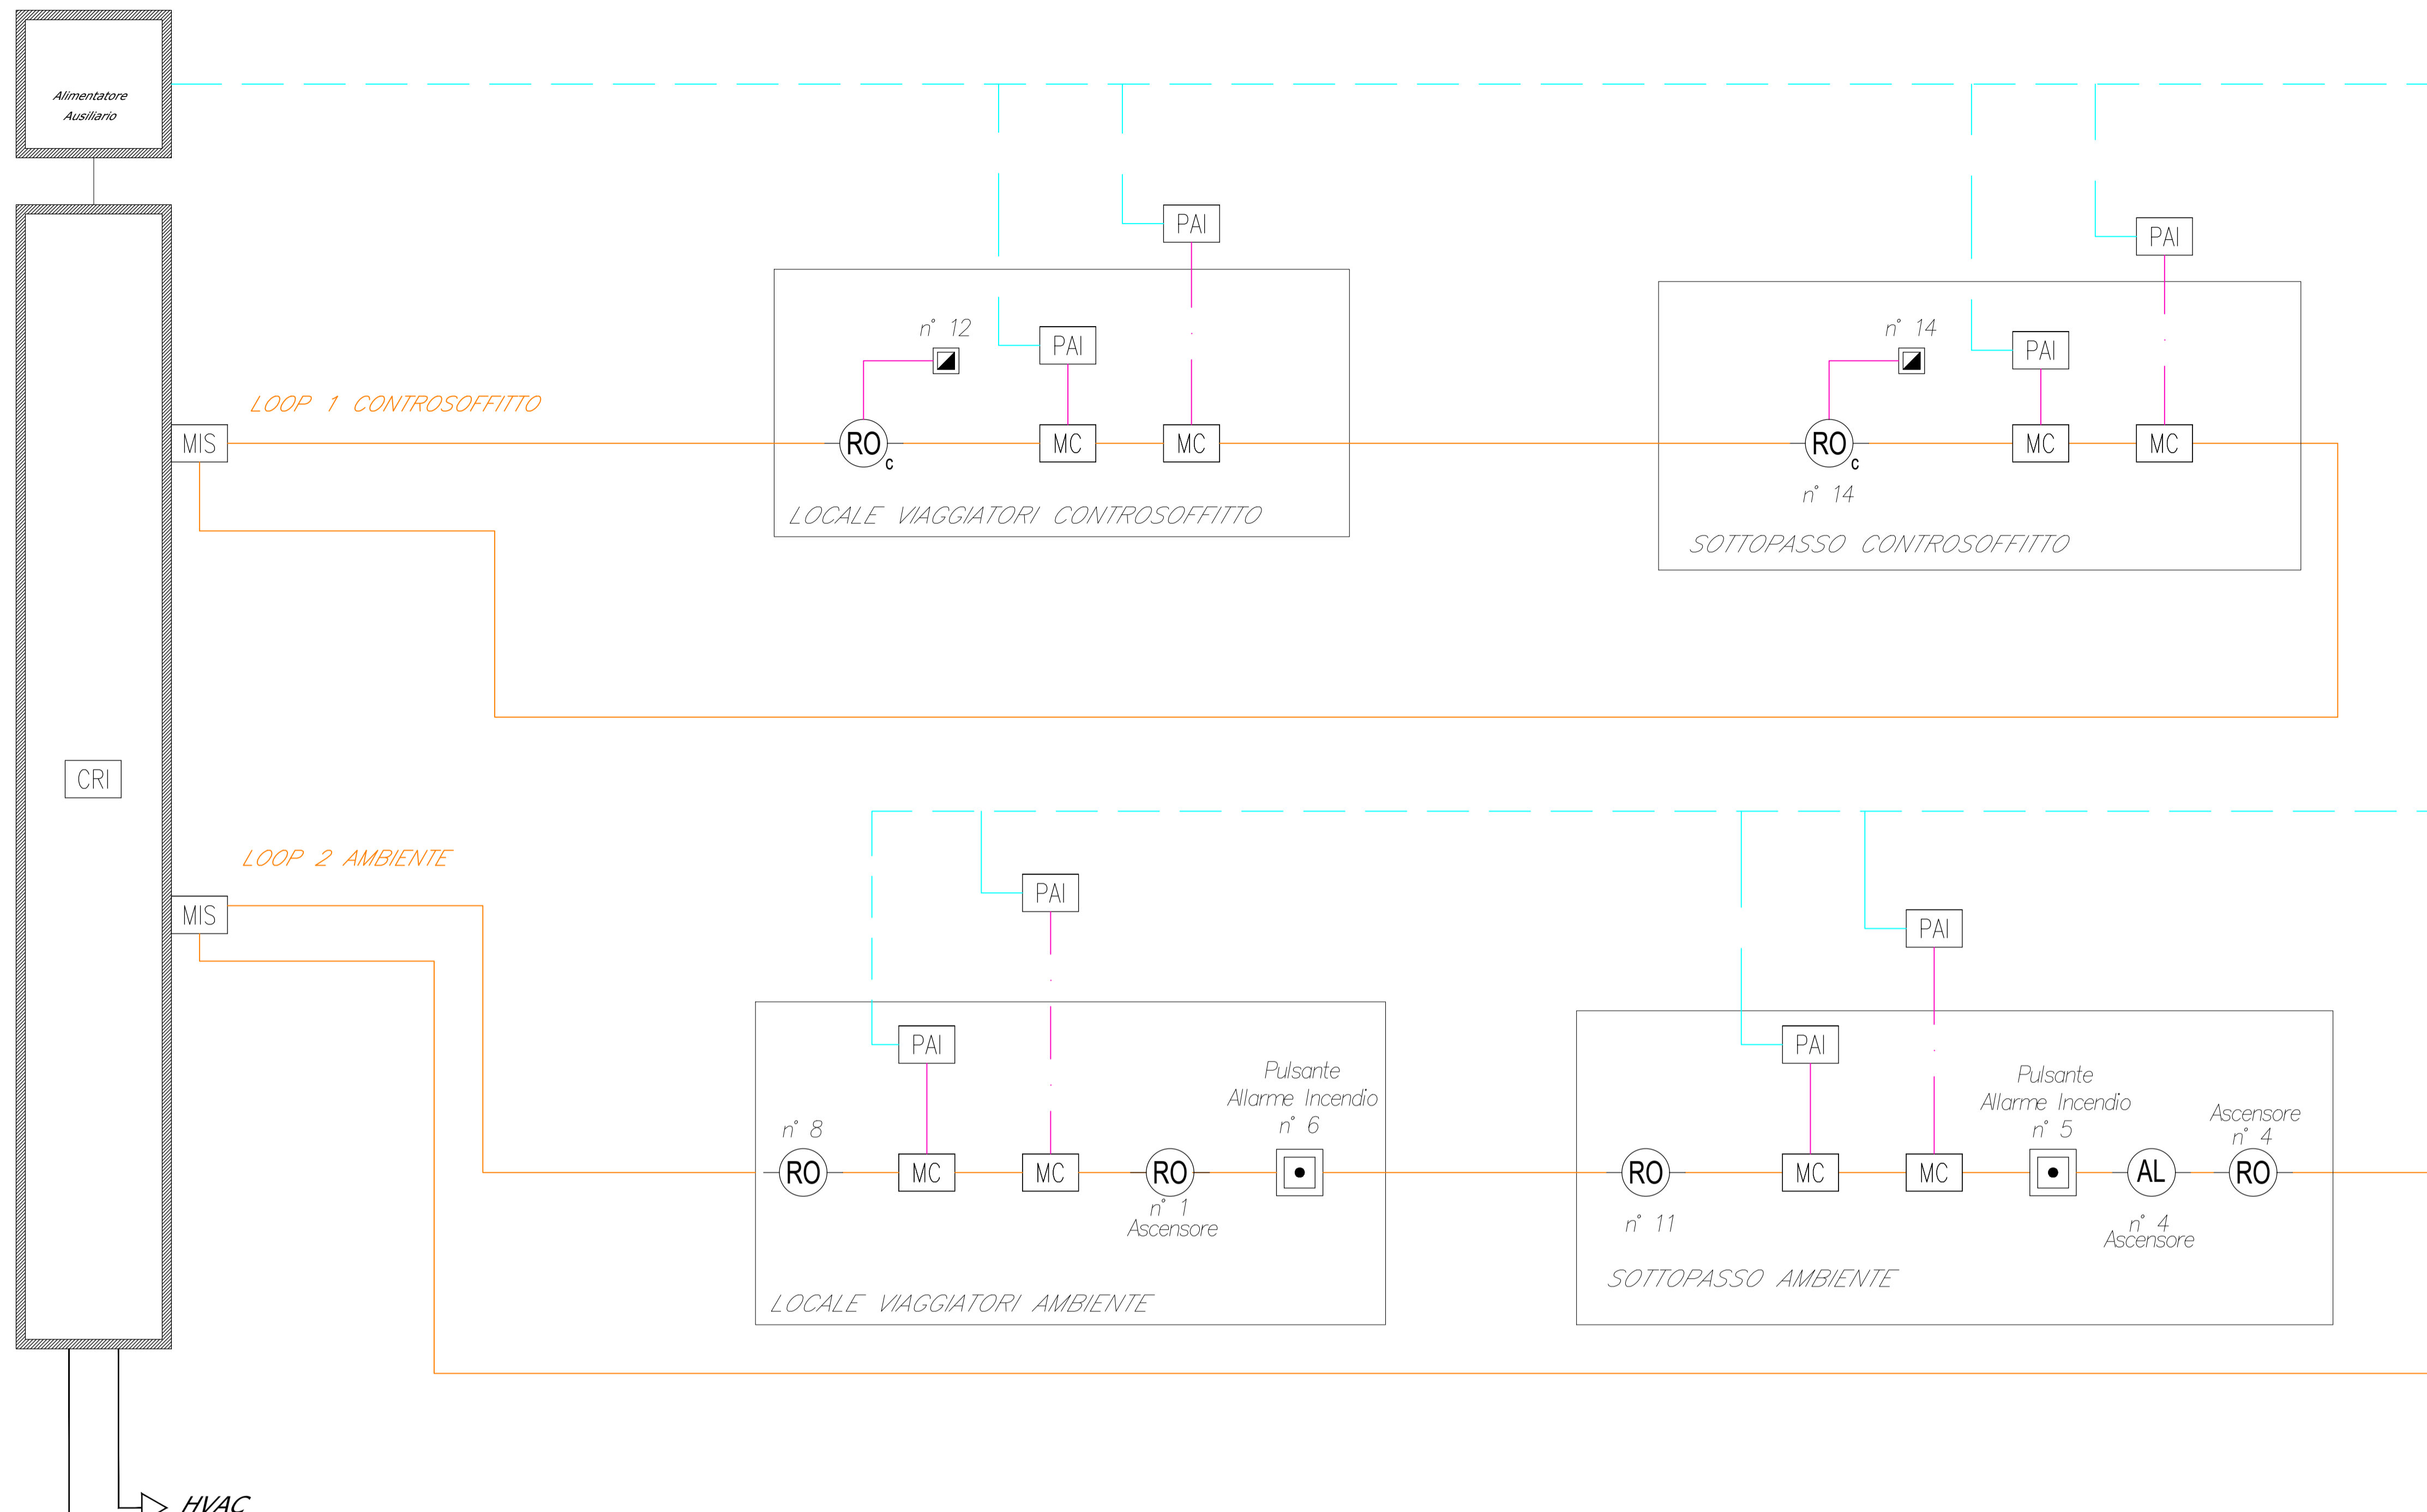 Alimentatore
Ausiliario
PAI
PAI
n° 12
PAI
n° 14
PAI
LOOP 1 CONTROSOFFITTO
MIS
RO
c
MC
MC
RO
c
MC
MC
n° 14
LOCALE VIAGGIATORI CONTROSOFFITTO
SOTTOPASSO CONTROSOFFITTO
CRI
LOOP 2 AMBIENTE
MIS
PAI
PAI
PAI
PAI
Pulsante
Allarme Incendio
n° 6
Pulsante
Allarme Incendio
n° 5
Ascensore
n° 4
n° 8
RO
MC
MC
RO
RO
MC
MC
AL
RO
n° 1
Ascensore
n° 11
n° 4
Ascensore
SOTTOPASSO AMBIENTE
LOCALE VIAGGIATORI AMBIENTE
HVAC